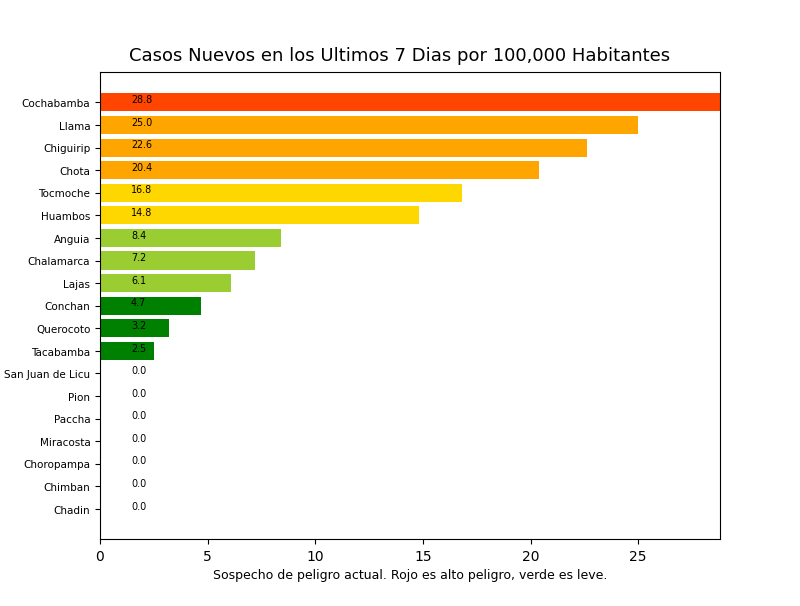 Casos Nuevos en los Ultimos 7 Dias por 100,000 Habitantes
Cochabamba 28.8
Llama 25.0
Chiguirip 22.6
Chota 20.4
Tocmoche 16.8
Huambos 14.8
Anguia 8.4
Chalamarca 7.2
Lajas 6.1
Conchan 4.7
Querocoto 3.2
Tacabamba 2.5
San Juan de Licu 0.0
Pion 0.0
Paccha 0.0
Miracosta 0.0
Choropampa 0.0
Chimban 0.0
Chadin 0.0
0 5 10 15 20 25
Sospecho de peligro actual. Rojo es alto peligro, verde es leve.